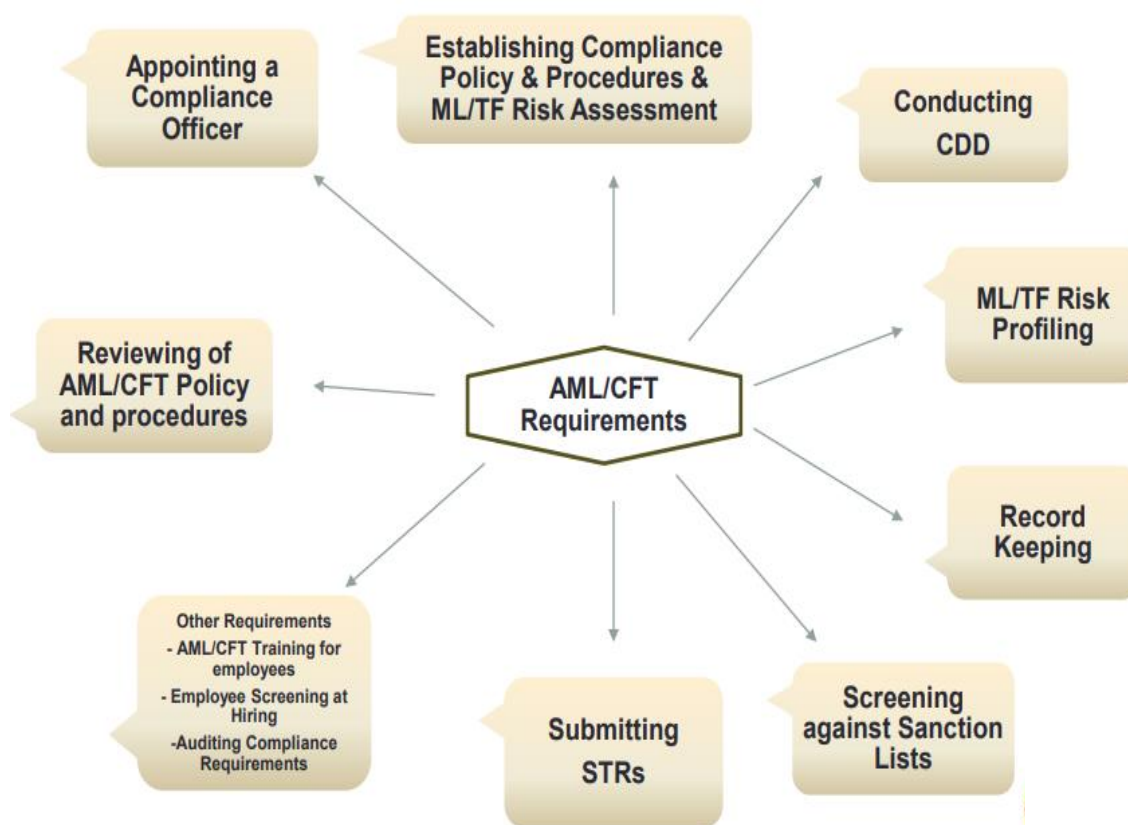 Appointing a
Compliance
Officer
Establishing Compliance
Policy & Procedures &
ML/TF Risk Assessment
Conducting
CDD
ML/TF Risk
Profiling
Reviewing of
AML/CFT Policy
and procedures
AML/CFT
Requirements
Record
Keeping
Other Requirements
- AML/CFT Training for
employees
- Employee Screening at
Hiring
-Auditing Compliance
Requirements
Submitting
STRs
Screening
against Sanction
Lists